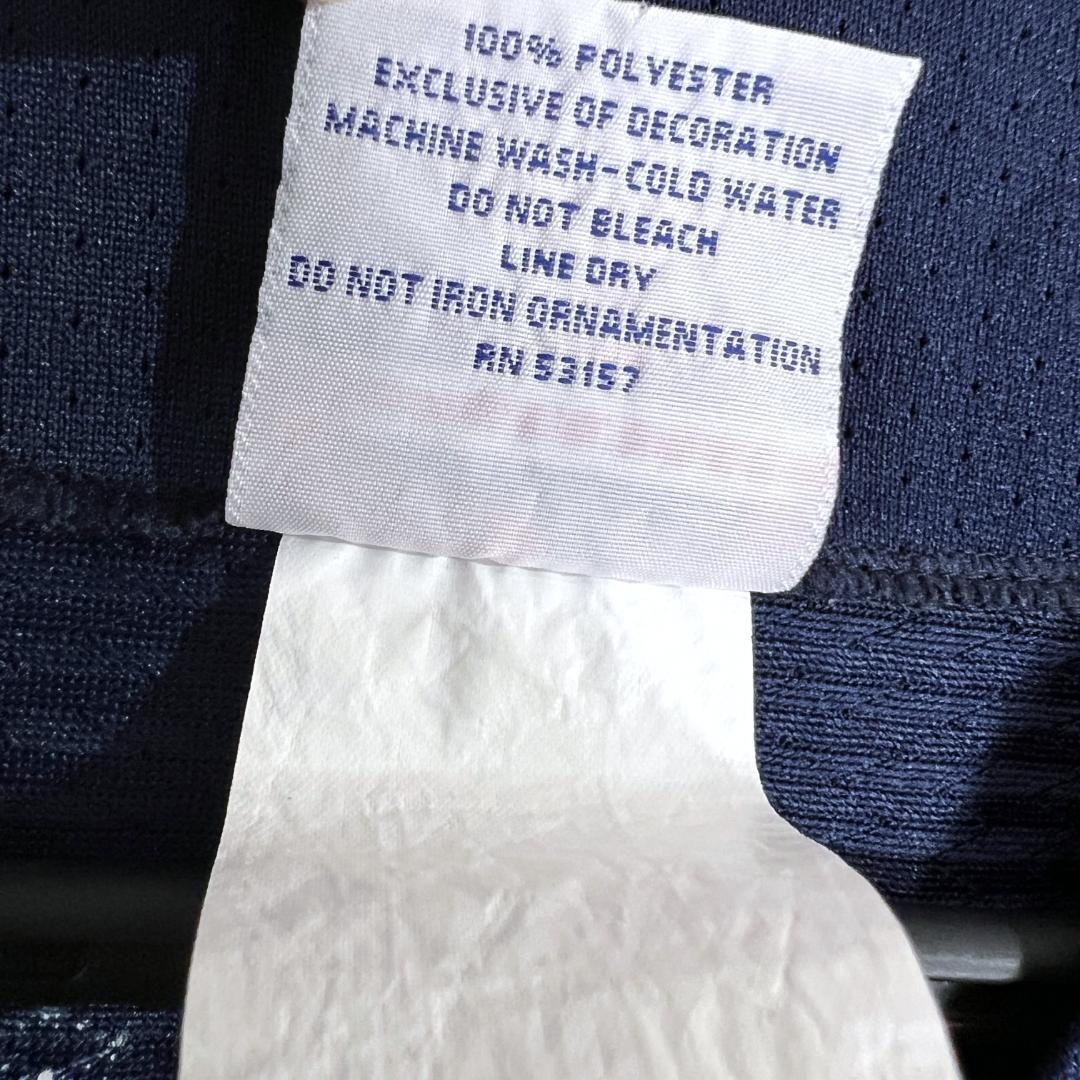 100% POLYESTER
EXCLUSIVE OF DECORATION
MACHINE WASH-COLD WATER
DO NOT BLEACH
LINE DRY
DO NOT IRON ORNAMENTATION
RN 53157